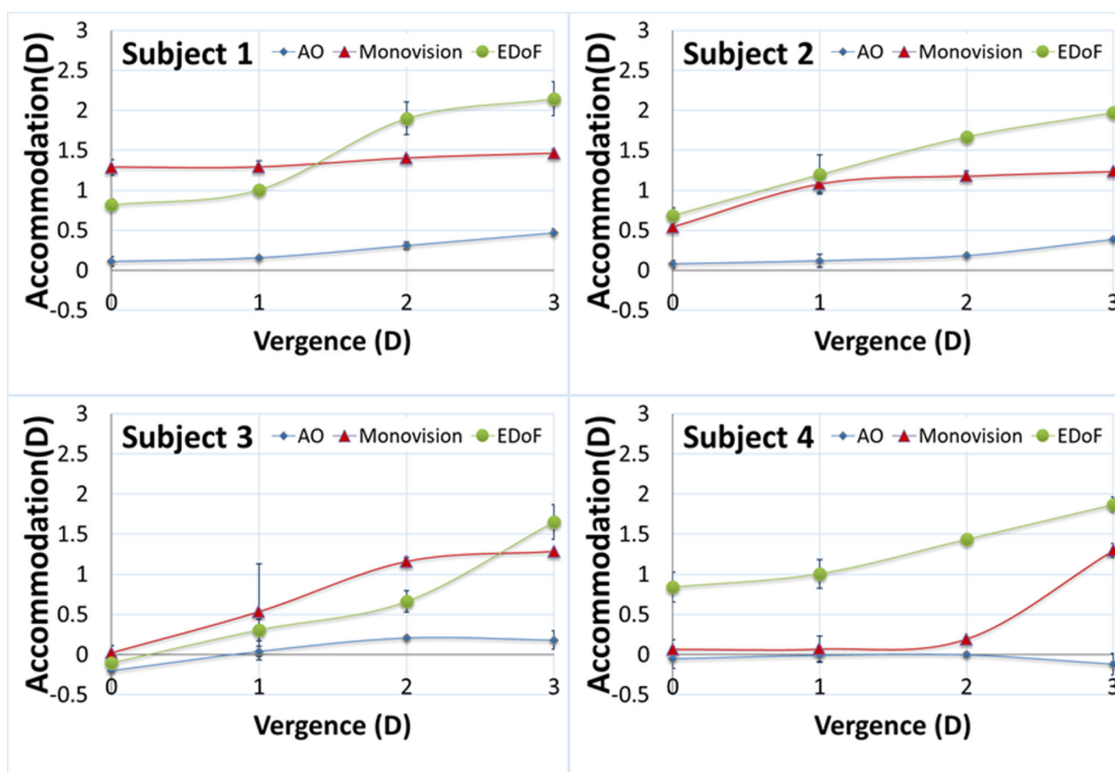 Subject 1
AO Monovision EDoF
Accommodation(D)
3
2.5
2
1.5
1
0.5
0
-0.5
0 1 2 3
Vergence (D)
Subject 2
AO Monovision EDoF
Accommodation(D)
3
2.5
2
1.5
1
0.5
0
-0.5
0 1 2 3
Vergence (D)
Subject 3
AO Monovision EDoF
Accommodation(D)
3
2.5
2
1.5
1
0.5
0
-0.5
0 1 2 3
Vergence (D)
Subject 4
AO Monovision EDoF
Accommodation(D)
3
2.5
2
1.5
1
0.5
0
-0.5
0 1 2 3
Vergence (D)